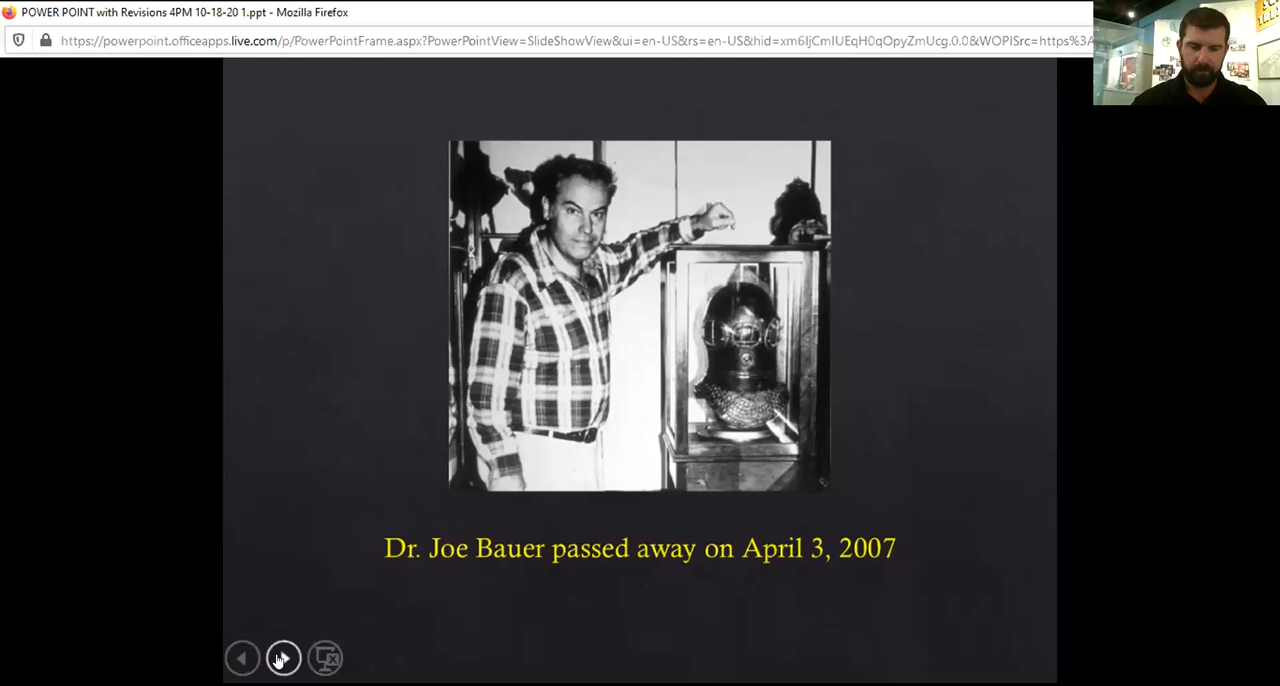 POWER POINT with Revisions 4PM 10-18-20 1.ppt - Mozilla Firefox
https://powerpoint.officeapps.live.com/p/PowerPointFrame.aspx?PowerPointView=SlideShowView&ui=en-US&rs=en-US&hid=xm6IjCmIUEqH0qOpyZmUcg.0.0&WOPISrc=https%3A
Dr. Joe Bauer passed away on April 3, 2007